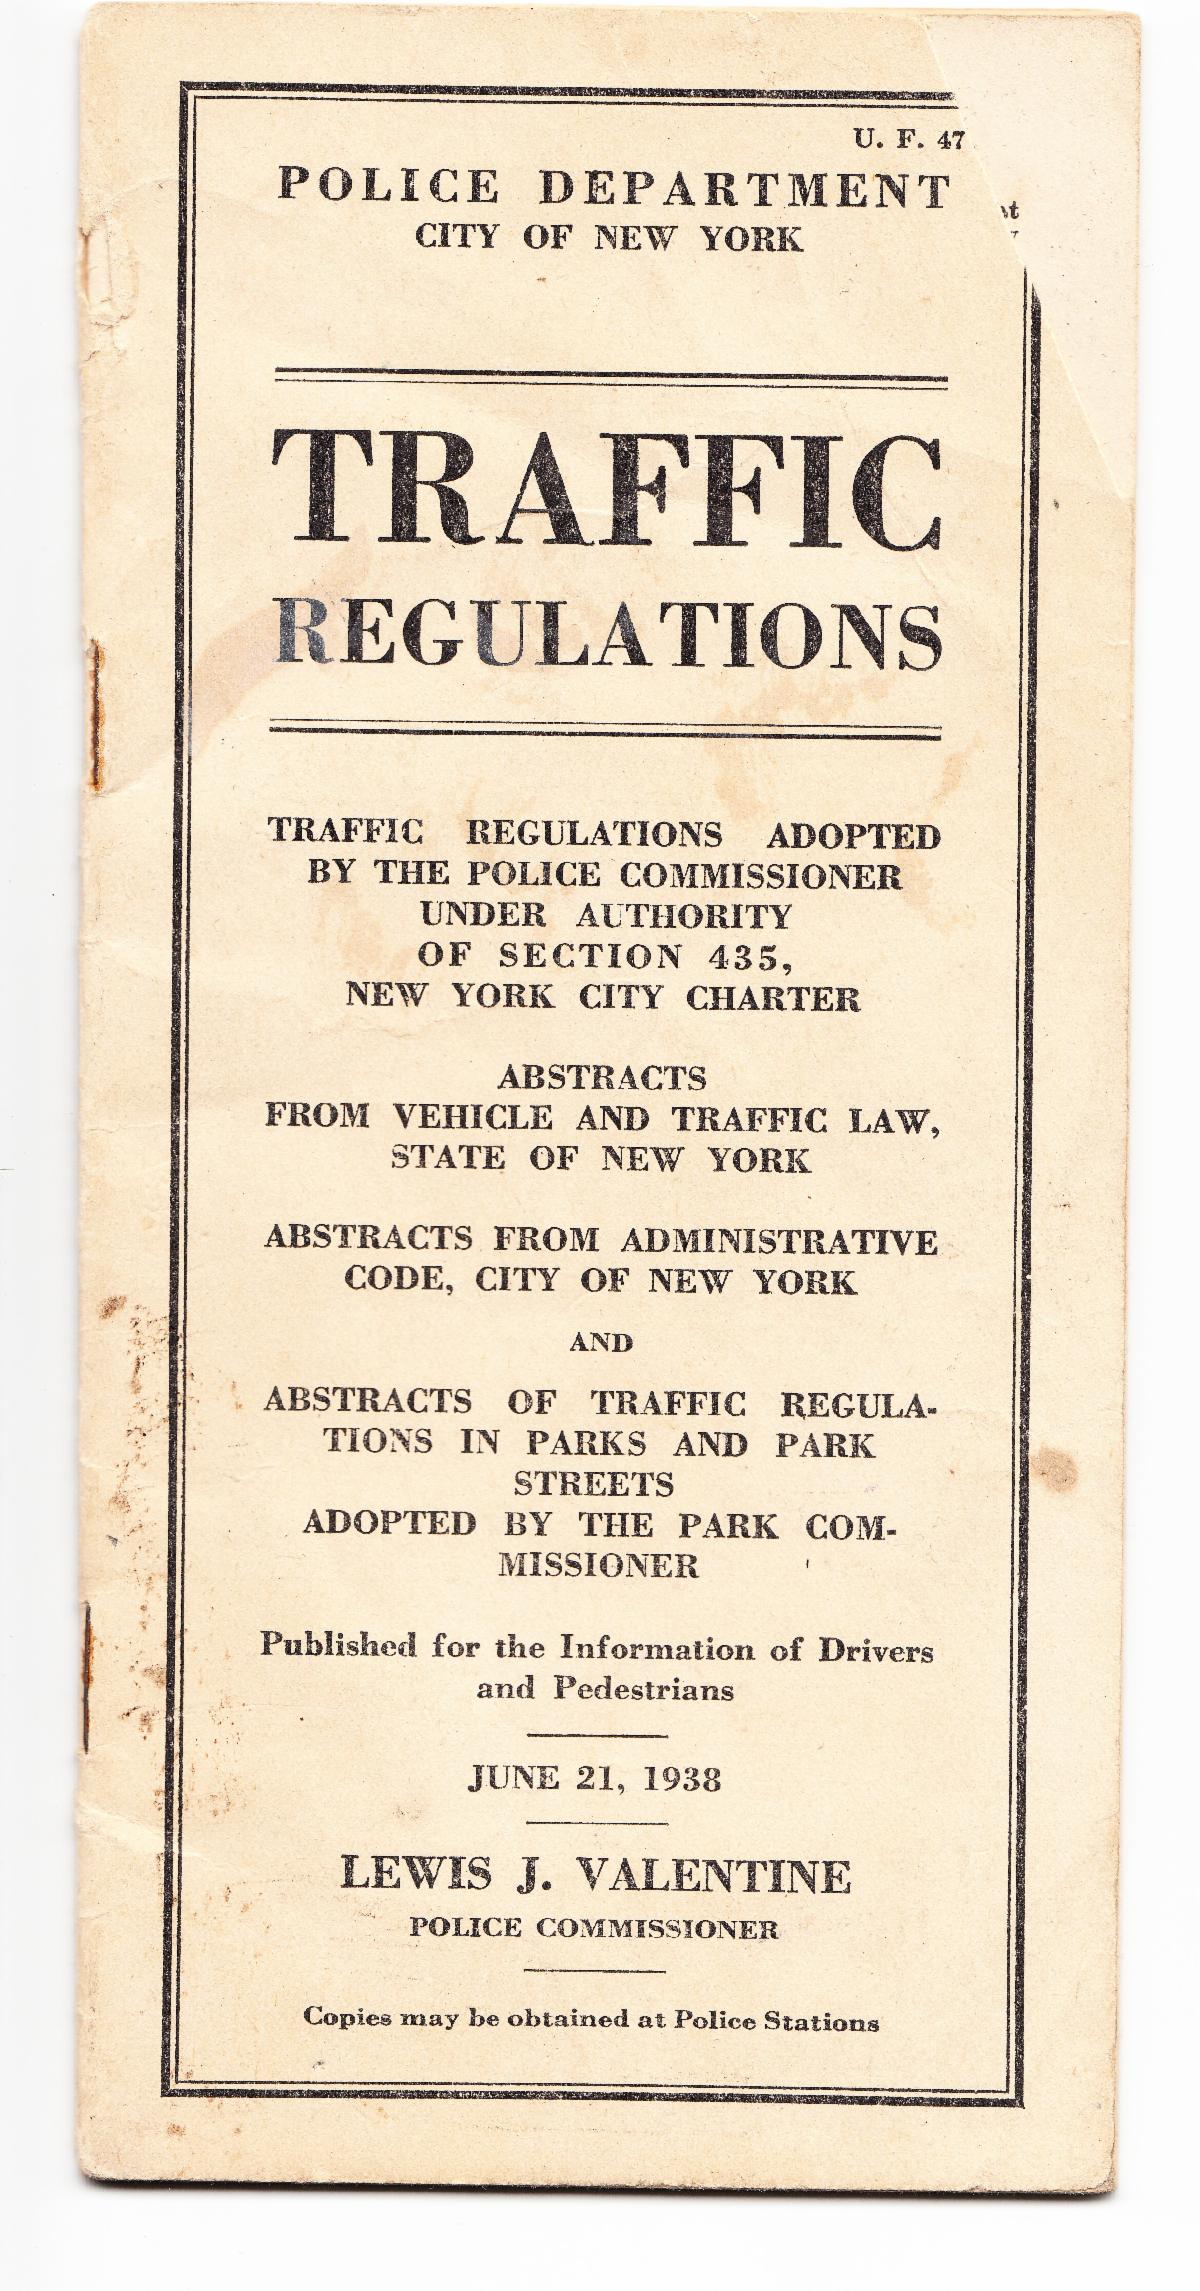 U. F. 47
POLICE DEPARTMENT
CITY OF NEW YORK
TRAFFIC
REGULATIONS
TRAFFIC REGULATIONS ADOPTED
BY THE POLICE COMMISSIONER
UNDER AUTHORITY
OF SECTION 435,
NEW YORK CITY CHARTER
ABSTRACTS
FROM VEHICLE AND TRAFFIC LAW,
STATE OF NEW YORK
ABSTRACTS FROM ADMINISTRATIVE
CODE, CITY OF NEW YORK
AND
ABSTRACTS OF TRAFFIC REGULA-
TIONS IN PARKS AND PARK
STREETS
ADOPTED BY THE PARK COM-
MISSIONER
Published for the Information of Drivers
and Pedestrians
JUNE 21, 1938
LEWIS J. VALENTINE
POLICE COMMISSIONER
Copies may be obtained at Police Stations